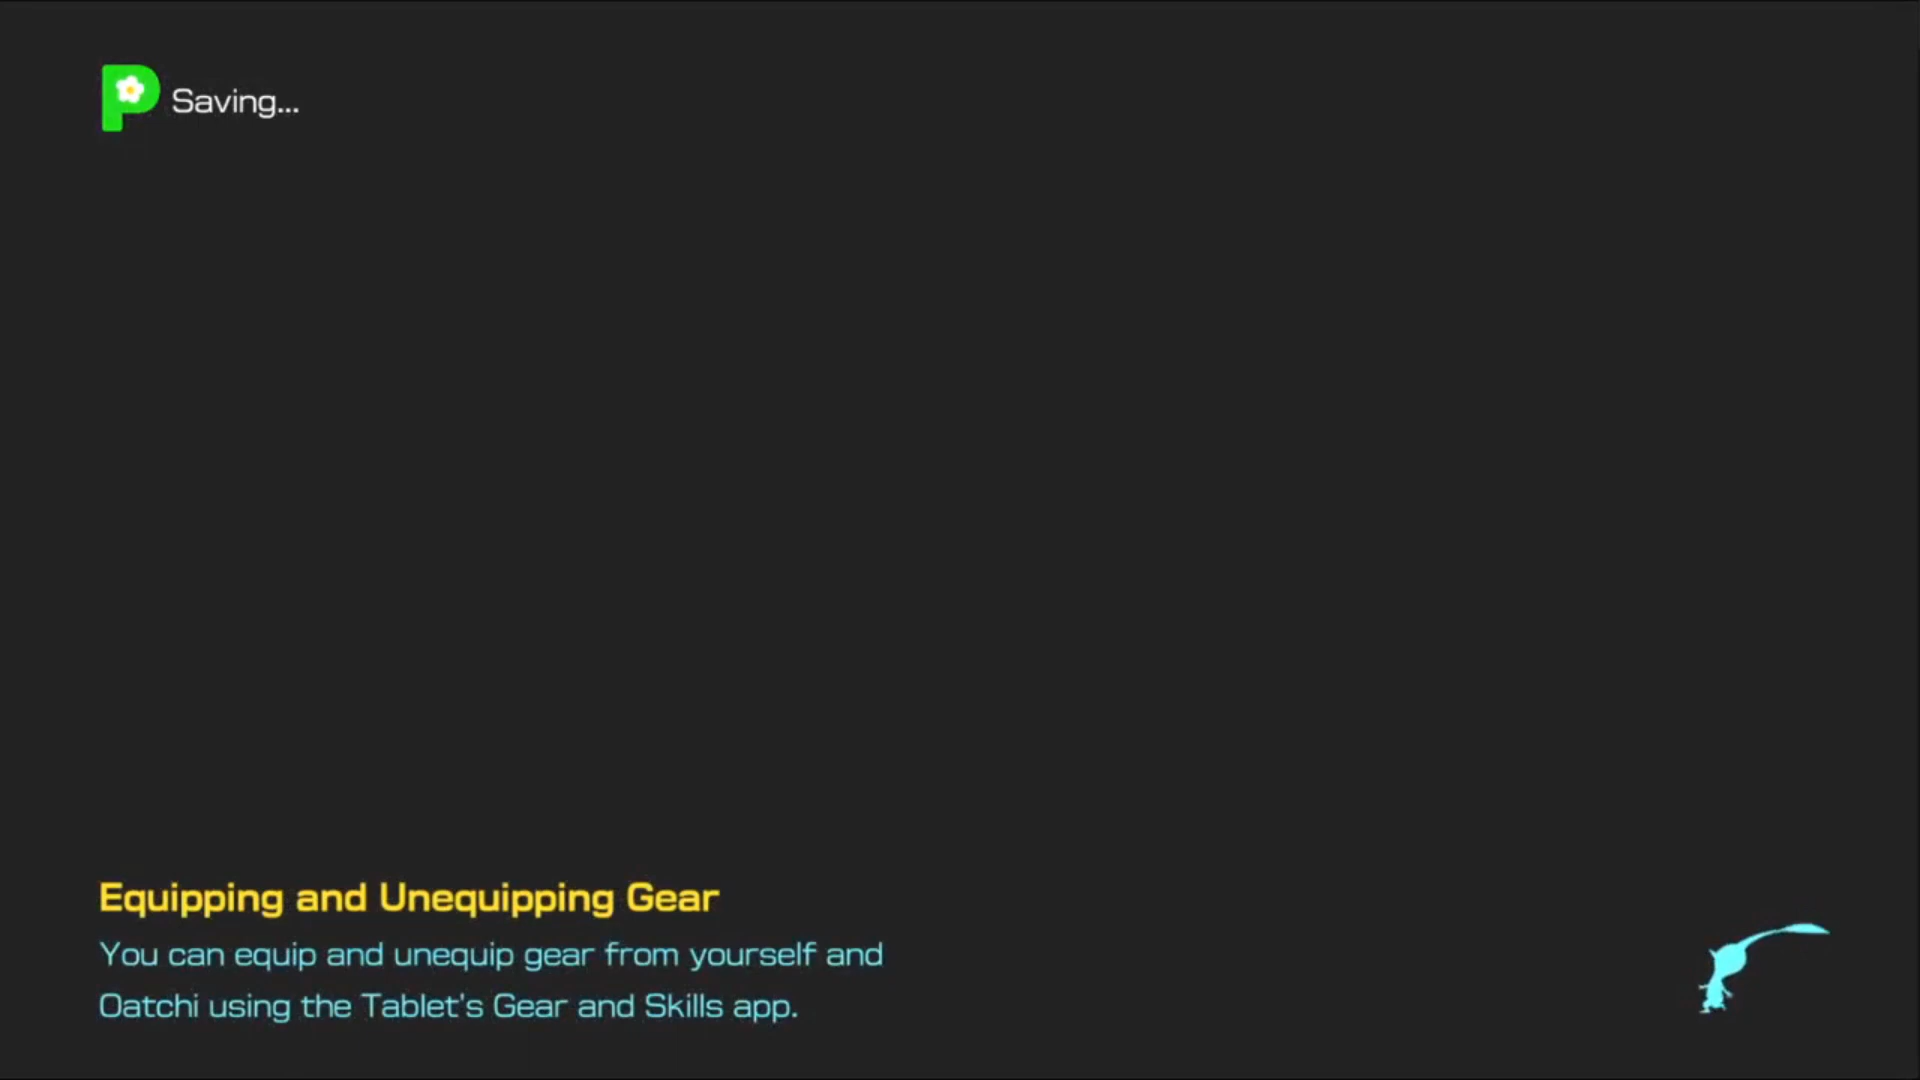 P Saving...
Equipping and Unequipping Gear
You can equip and unequip gear from yourself and
Oatchi using the Tablet's Gear and Skills app.